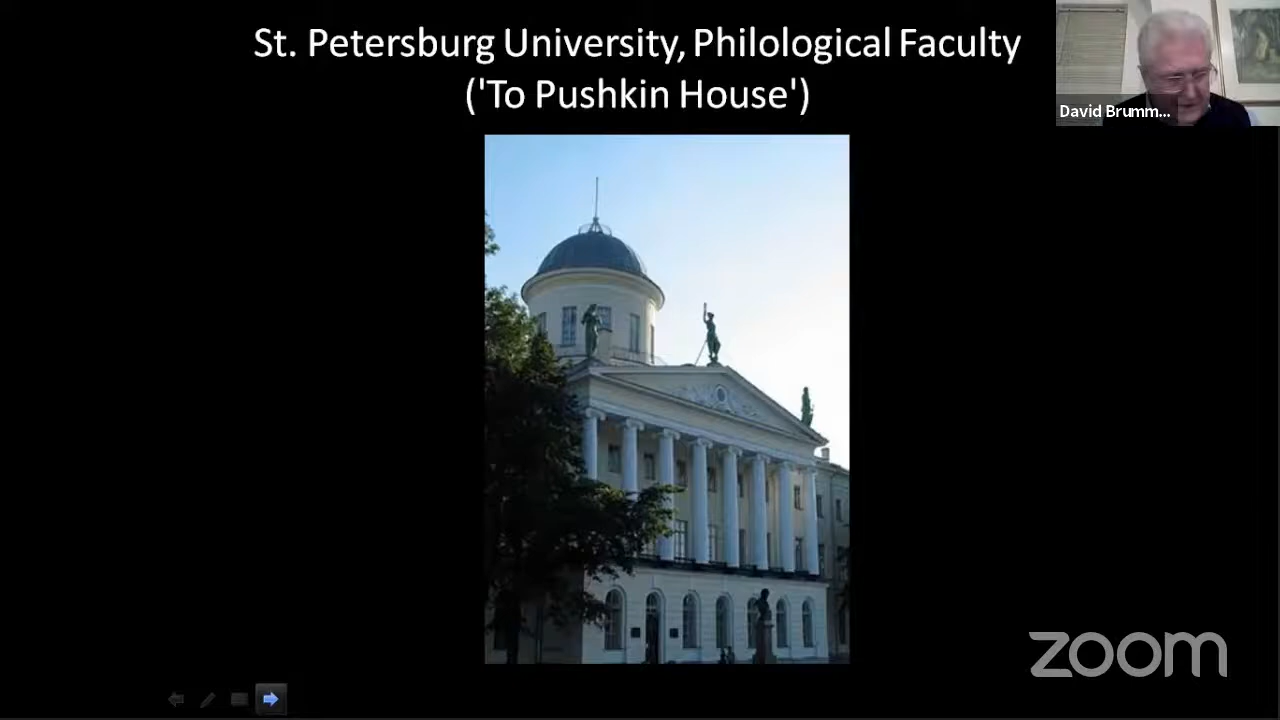 St. Petersburg University, Philological Faculty
('To Pushkin House')
David Brumm...
zoom